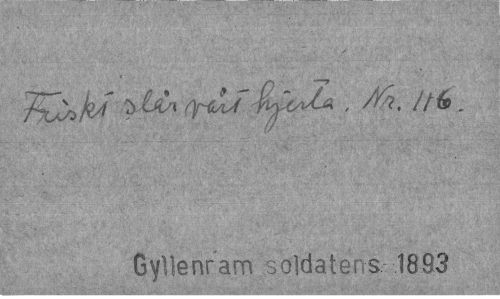 Friskt slår vårt hjerta. Nr. 116.
Gyllenram soldatens 1893